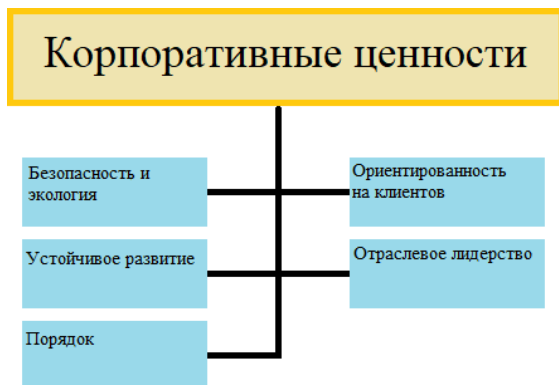 Корпоративные ценности
Безопасность и
экология
Ориентированность
на клиентов
Устойчивое развитие
Отраслевое лидерство
Порядок